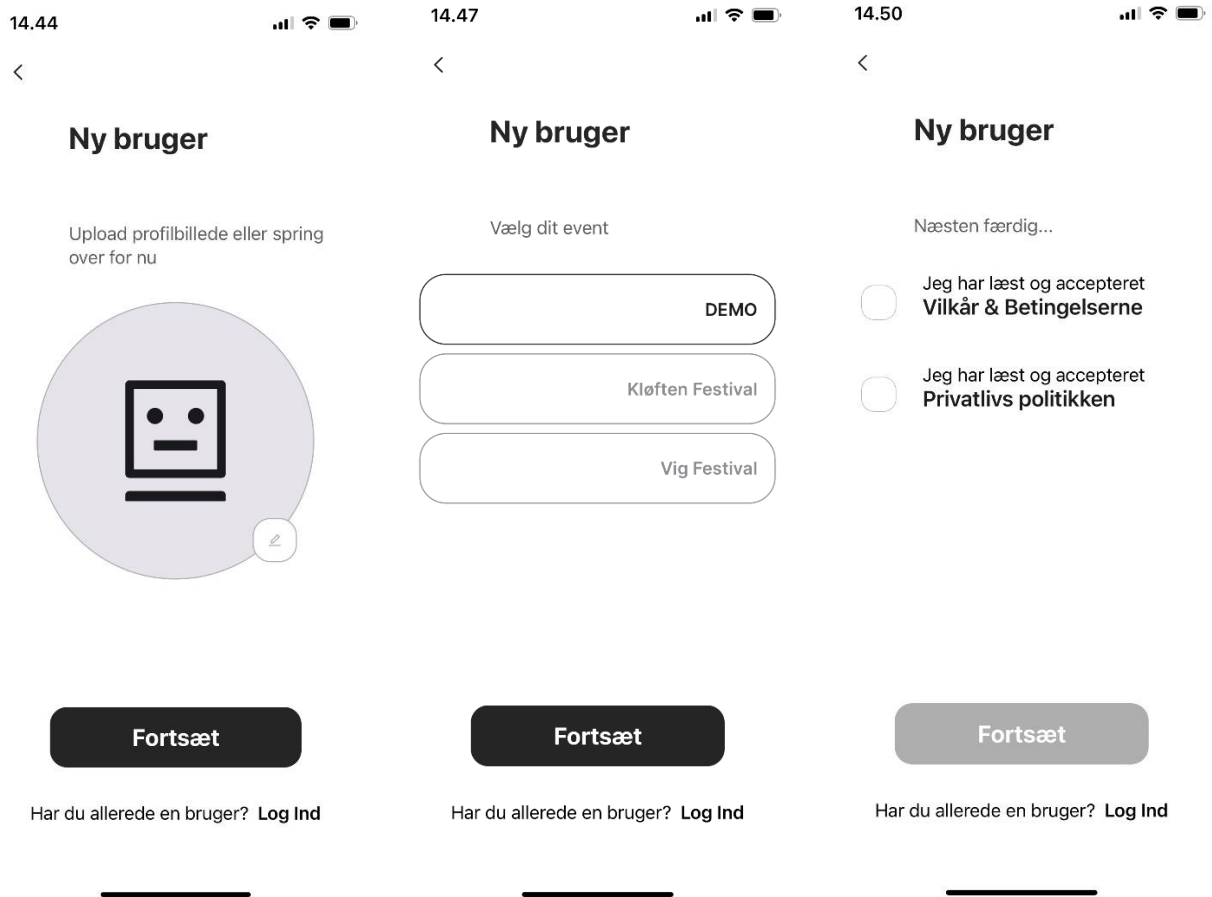 14.44
Ny bruger
Upload profilbillede eller spring
over for nu
Fortsæt
Har du allerede en bruger? Log Ind
14.47
Ny bruger
Vælg dit event
DEMO
Kløften Festival
Vig Festival
Fortsæt
Har du allerede en bruger? Log Ind
14.50
Ny bruger
Næsten færdig...
Jeg har læst og accepteret
Vilkår & Betingelserne
Jeg har læst og accepteret
Privatlivs politikken
Fortsæt
Har du allerede en bruger? Log Ind